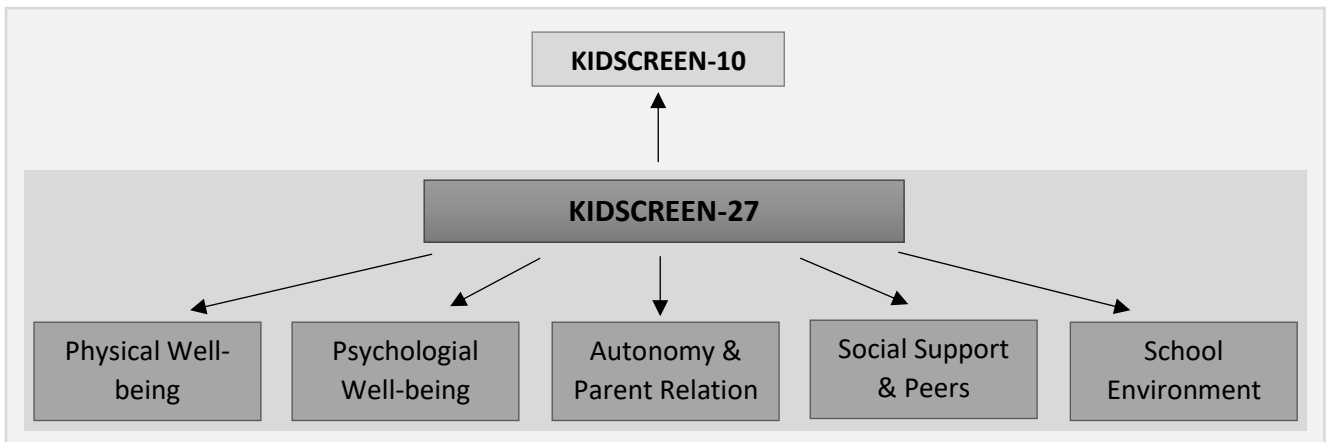 KIDSCREEN-10
KIDSCREEN-27
Physical Well-
being
Psychologial
Well-being
Autonomy &
Parent Relation
Social Support
& Peers
School
Environment